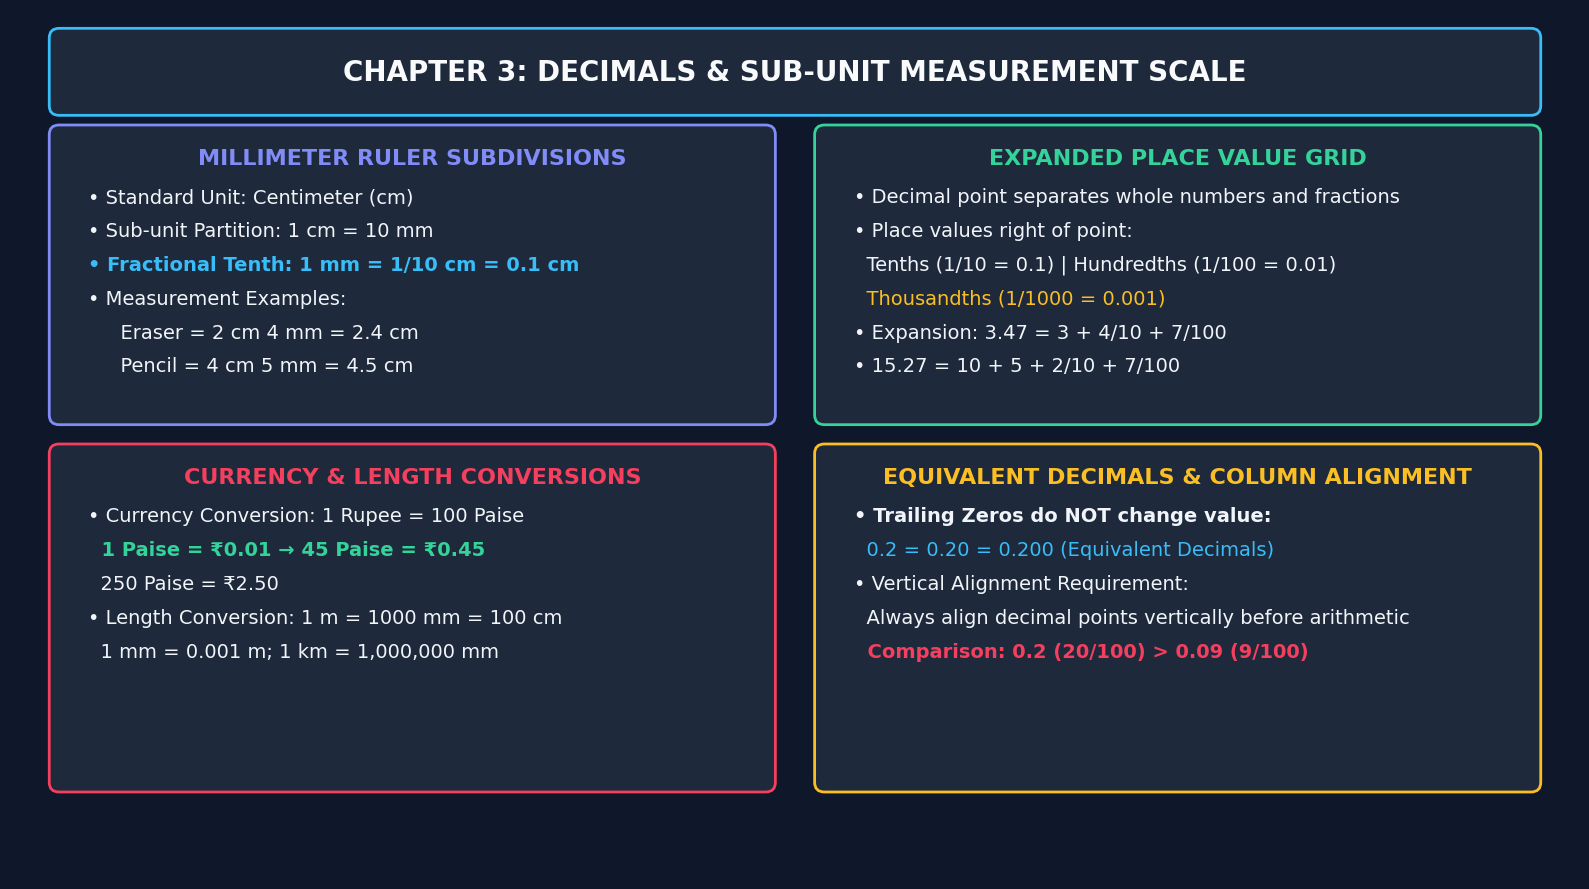 CHAPTER 3: DECIMALS & SUB-UNIT MEASUREMENT SCALE
MILLIMETER RULER SUBDIVISIONS
• Standard Unit: Centimeter (cm)
• Sub-unit Partition: 1 cm = 10 mm
• Fractional Tenth: 1 mm = 1/10 cm = 0.1 cm
• Measurement Examples:
Eraser = 2 cm 4 mm = 2.4 cm
Pencil = 4 cm 5 mm = 4.5 cm
EXPANDED PLACE VALUE GRID
• Decimal point separates whole numbers and fractions
• Place values right of point:
Tenths (1/10 = 0.1) | Hundredths (1/100 = 0.01)
Thousandths (1/1000 = 0.001)
• Expansion: 3.47 = 3 + 4/10 + 7/100
• 15.27 = 10 + 5 + 2/10 + 7/100
CURRENCY & LENGTH CONVERSIONS
• Currency Conversion: 1 Rupee = 100 Paise
1 Paise = ₹0.01 → 45 Paise = ₹0.45
250 Paise = ₹2.50
• Length Conversion: 1 m = 1000 mm = 100 cm
1 mm = 0.001 m; 1 km = 1,000,000 mm
EQUIVALENT DECIMALS & COLUMN ALIGNMENT
• Trailing Zeros do NOT change value:
0.2 = 0.20 = 0.200 (Equivalent Decimals)
• Vertical Alignment Requirement:
Always align decimal points vertically before arithmetic
Comparison: 0.2 (20/100) > 0.09 (9/100)